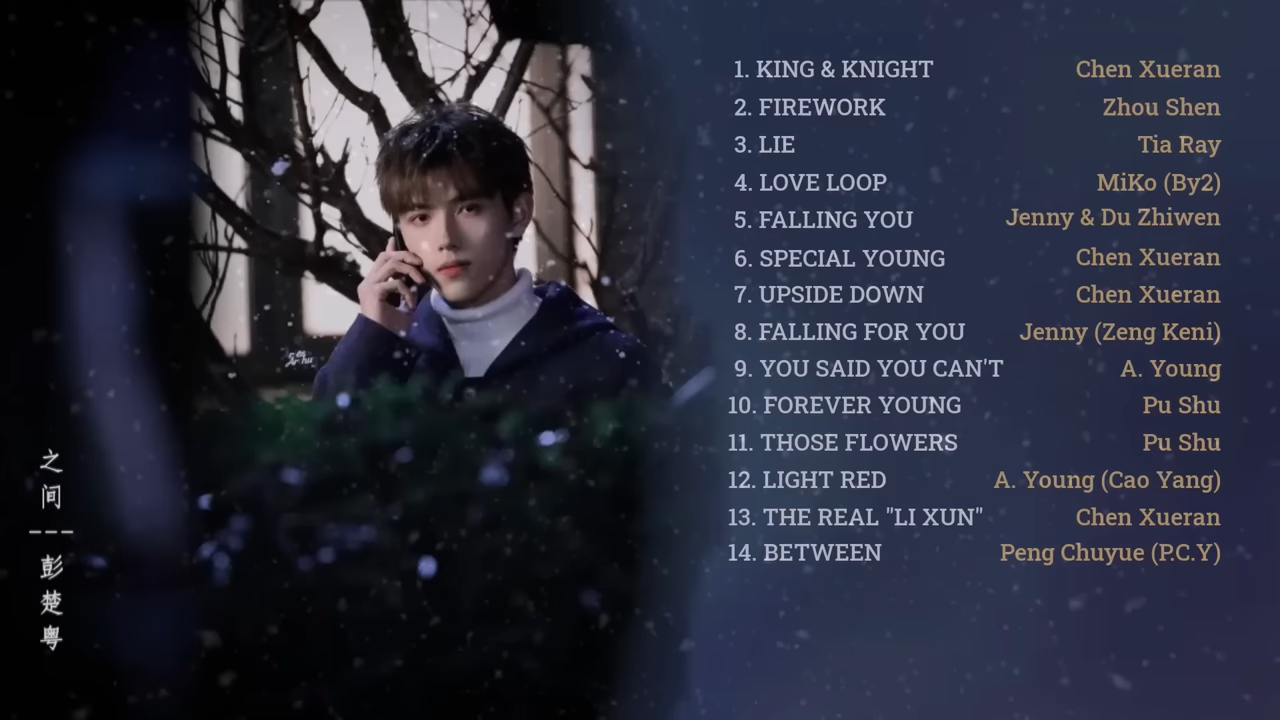 1. KING & KNIGHT Chen Xueran
2. FIREWORK Zhou Shen
3. LIE Tia Ray
4. LOVE LOOP MiKo (By2)
5. FALLING YOU Jenny & Du Zhiwen
6. SPECIAL YOUNG Chen Xueran
7. UPSIDE DOWN Chen Xueran
8. FALLING FOR YOU Jenny (Zeng Keni)
9. YOU SAID YOU CAN'T A. Young
10. FOREVER YOUNG Pu Shu
11. THOSE FLOWERS Pu Shu
12. LIGHT RED A. Young (Cao Yang)
13. THE REAL "LI XUN" Chen Xueran
14. BETWEEN Peng Chuyue (P.C.Y)
之间---彭楚粤